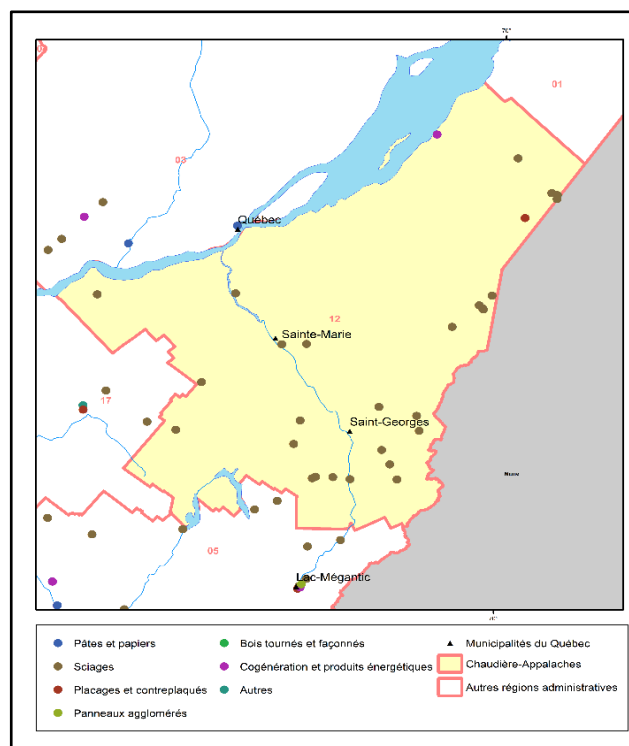 70°
01
03
Québec
12
Sainte-Marie
17
Saint-Georges
05
Lac-Mégantic
Pâtes et papiers
Sciages
Placages et contreplaqués
Panneaux agglomérés
Bois tournés et façonnés
Cogénération et produits énergétiques
Autres
Municipalités du Québec
Chaudière-Appalaches
Autres régions administratives